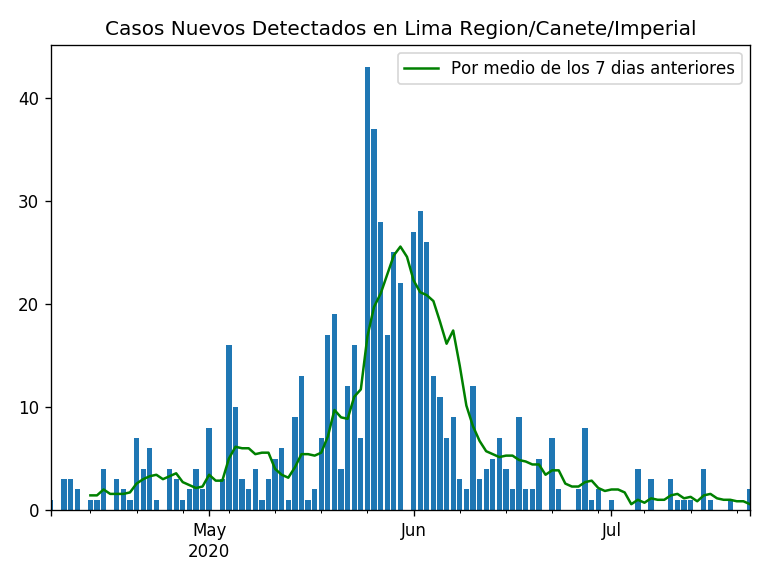 Casos Nuevos Detectados en Lima Region/Canete/Imperial
Por medio de los 7 dias anteriores
40
30
20
10
0
May
2020
Jun
Jul